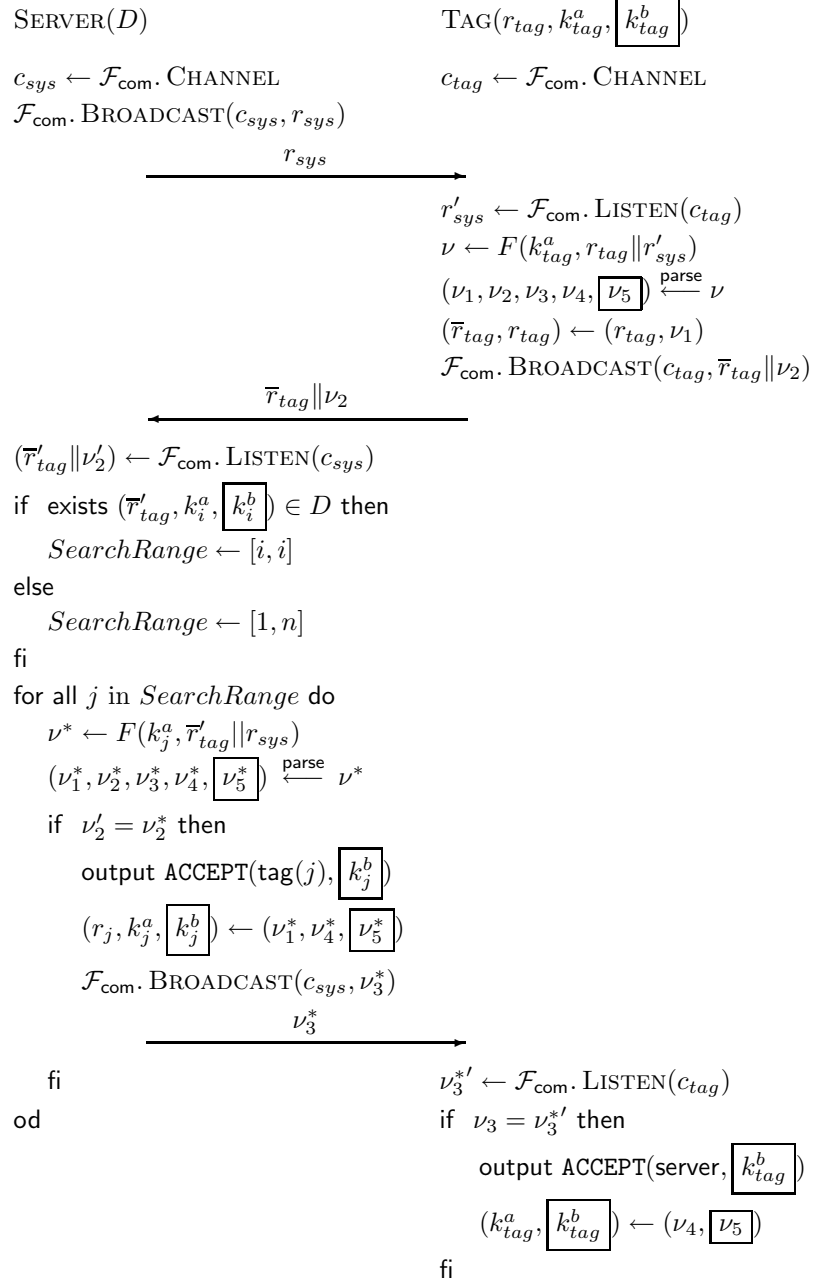 SERVER(D) TAG(r_tag, k^a_tag, k^b_tag)
c_sys ← F_com. CHANNEL c_tag ← F_com. CHANNEL
F_com. BROADCAST(c_sys, r_sys)
r_sys
r'_sys ← F_com. LISTEN(c_tag)
ν ← F(k^a_tag, r_tag‖r'_sys)
(ν_1, ν_2, ν_3, ν_4, ν_5) ←parse ν
(r̄_tag, r_tag) ← (r_tag, ν_1)
F_com. BROADCAST(c_tag, r̄_tag‖ν_2)
r̄_tag‖ν_2
(r̄'_tag‖ν'_2) ← F_com. LISTEN(c_sys)
if exists (r̄'_tag, k^a_i, k^b_i) ∈ D then
SearchRange ← [i, i]
else
SearchRange ← [1, n]
fi
for all j in SearchRange do
ν* ← F(k^a_j, r̄'_tag||r_sys)
(ν*_1, ν*_2, ν*_3, ν*_4, ν*_5) ←parse ν*
if ν'_2 = ν*_2 then
output ACCEPT(tag(j), k^b_j)
(r_j, k^a_j, k^b_j) ← (ν*_1, ν*_4, ν*_5)
F_com. BROADCAST(c_sys, ν*_3)
ν*_3
fi ν*_3' ← F_com. LISTEN(c_tag)
od if ν_3 = ν*_3' then
output ACCEPT(server, k^b_tag)
(k^a_tag, k^b_tag) ← (ν_4, ν_5)
fi